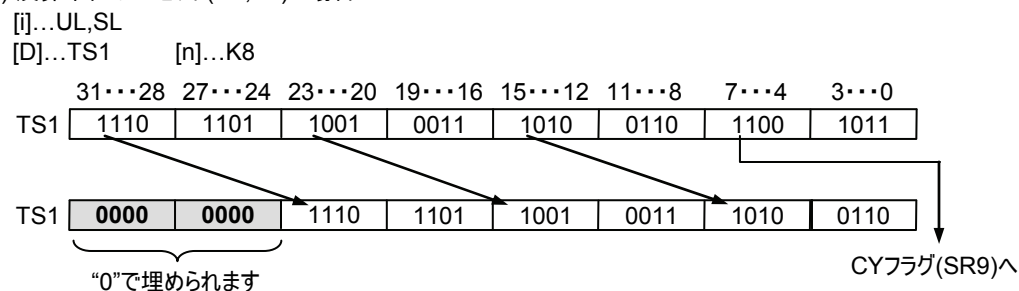 [i]…UL,SL
[D]…TS1 [n]…K8
31･･･28 27･･･24 23･･･20 19･･･16 15･･･12 11･･･8 7･･･4 3･･･0
TS1 1110 1101 1001 0011 1010 0110 1100 1011
TS1 0000 0000 1110 1101 1001 0011 1010 0110
CYフラグ(SR9)へ
“0”で埋められます